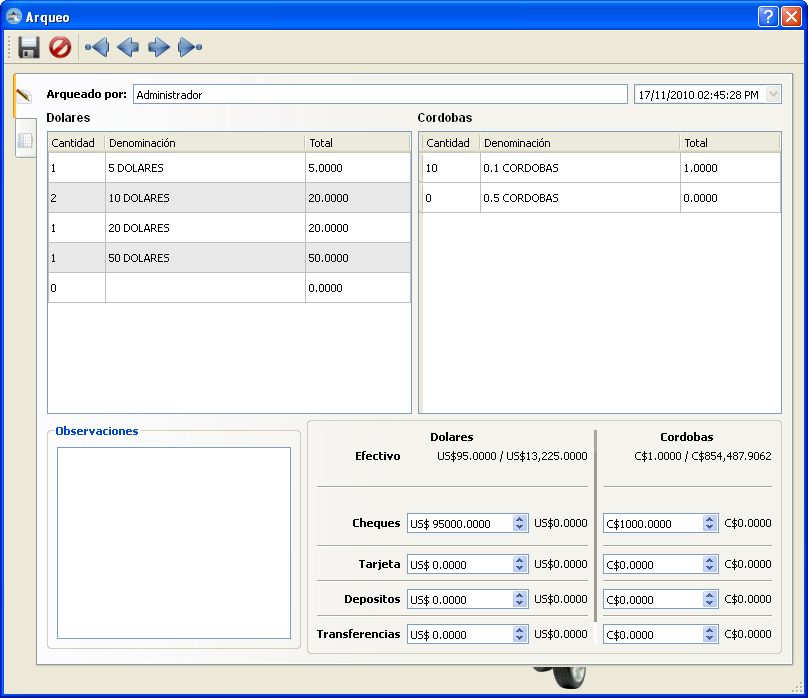 Arqueo
Arqueado por: Administrador 17/11/2010 02:45:28 PM
Dolares Cordobas
Cantidad Denominación Total Cantidad Denominación Total
1 5 DOLARES 5.0000 10 0.1 CORDOBAS 1.0000
2 10 DOLARES 20.0000 0 0.5 CORDOBAS 0.0000
1 20 DOLARES 20.0000
1 50 DOLARES 50.0000
0 0.0000
Observaciones
Dolares Cordobas
Efectivo US$95.0000 / US$13,225.0000 C$1.0000 / C$854,487.9062
Cheques US$ 95000.0000 US$0.0000 C$1000.0000 C$0.0000
Tarjeta US$ 0.0000 US$0.0000 C$0.0000 C$0.0000
Depositos US$ 0.0000 US$0.0000 C$0.0000 C$0.0000
Transferencias US$ 0.0000 US$0.0000 C$0.0000 C$0.0000